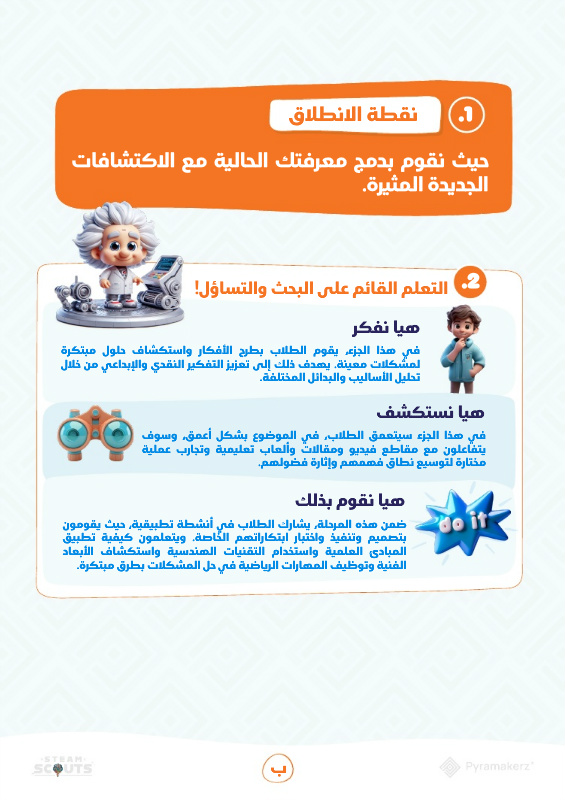 1.
نقطة الانطلاق
حيث نقوم بدمج معرفتك الحالية مع الاكتشافات
الجديدة المثيرة.
2.
التعلم القائم على البحث والتساؤل!
هيا نفكر
في هذا الجزء، يقوم الطلاب بطرح الأفكار واستكشاف حلول مبتكرة
لمشكلات معينة. يهدف ذلك إلى تعزيز التفكير النقدي والإبداعي من خلال
تحليل الأساليب والبدائل المختلفة.
هيا نستكشف
في هذا الجزء سيتعمق الطلاب، في الموضوع بشكل أعمق، وسوف
يتفاعلون مع مقاطع فيديو ومقالات وألعاب تعليمية وتجارب عملية
مختارة لتوسيع نطاق فهمهم وإثارة فضولهم.
هيا نقوم بذلك
ضمن هذه المرحلة، يشارك الطلاب في أنشطة تطبيقية، حيث يقومون
بتصميم وتنفيذ واختبار ابتكاراتهم الخاصة. ويتعلمون كيفية تطبيق
المبادئ العلمية واستخدام التقنيات الهندسية واستكشاف الأبعاد
الفنية وتوظيف المهارات الرياضية في حل المشكلات بطرق مبتكرة.
do it
STEAM
SCOUTS
ب
Pyramakerz